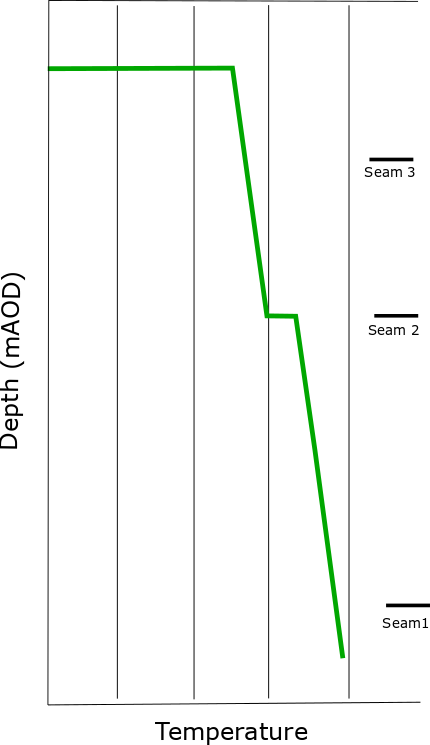 Seam 3
Seam 2
Depth (mAOD)
Seam1
Temperature